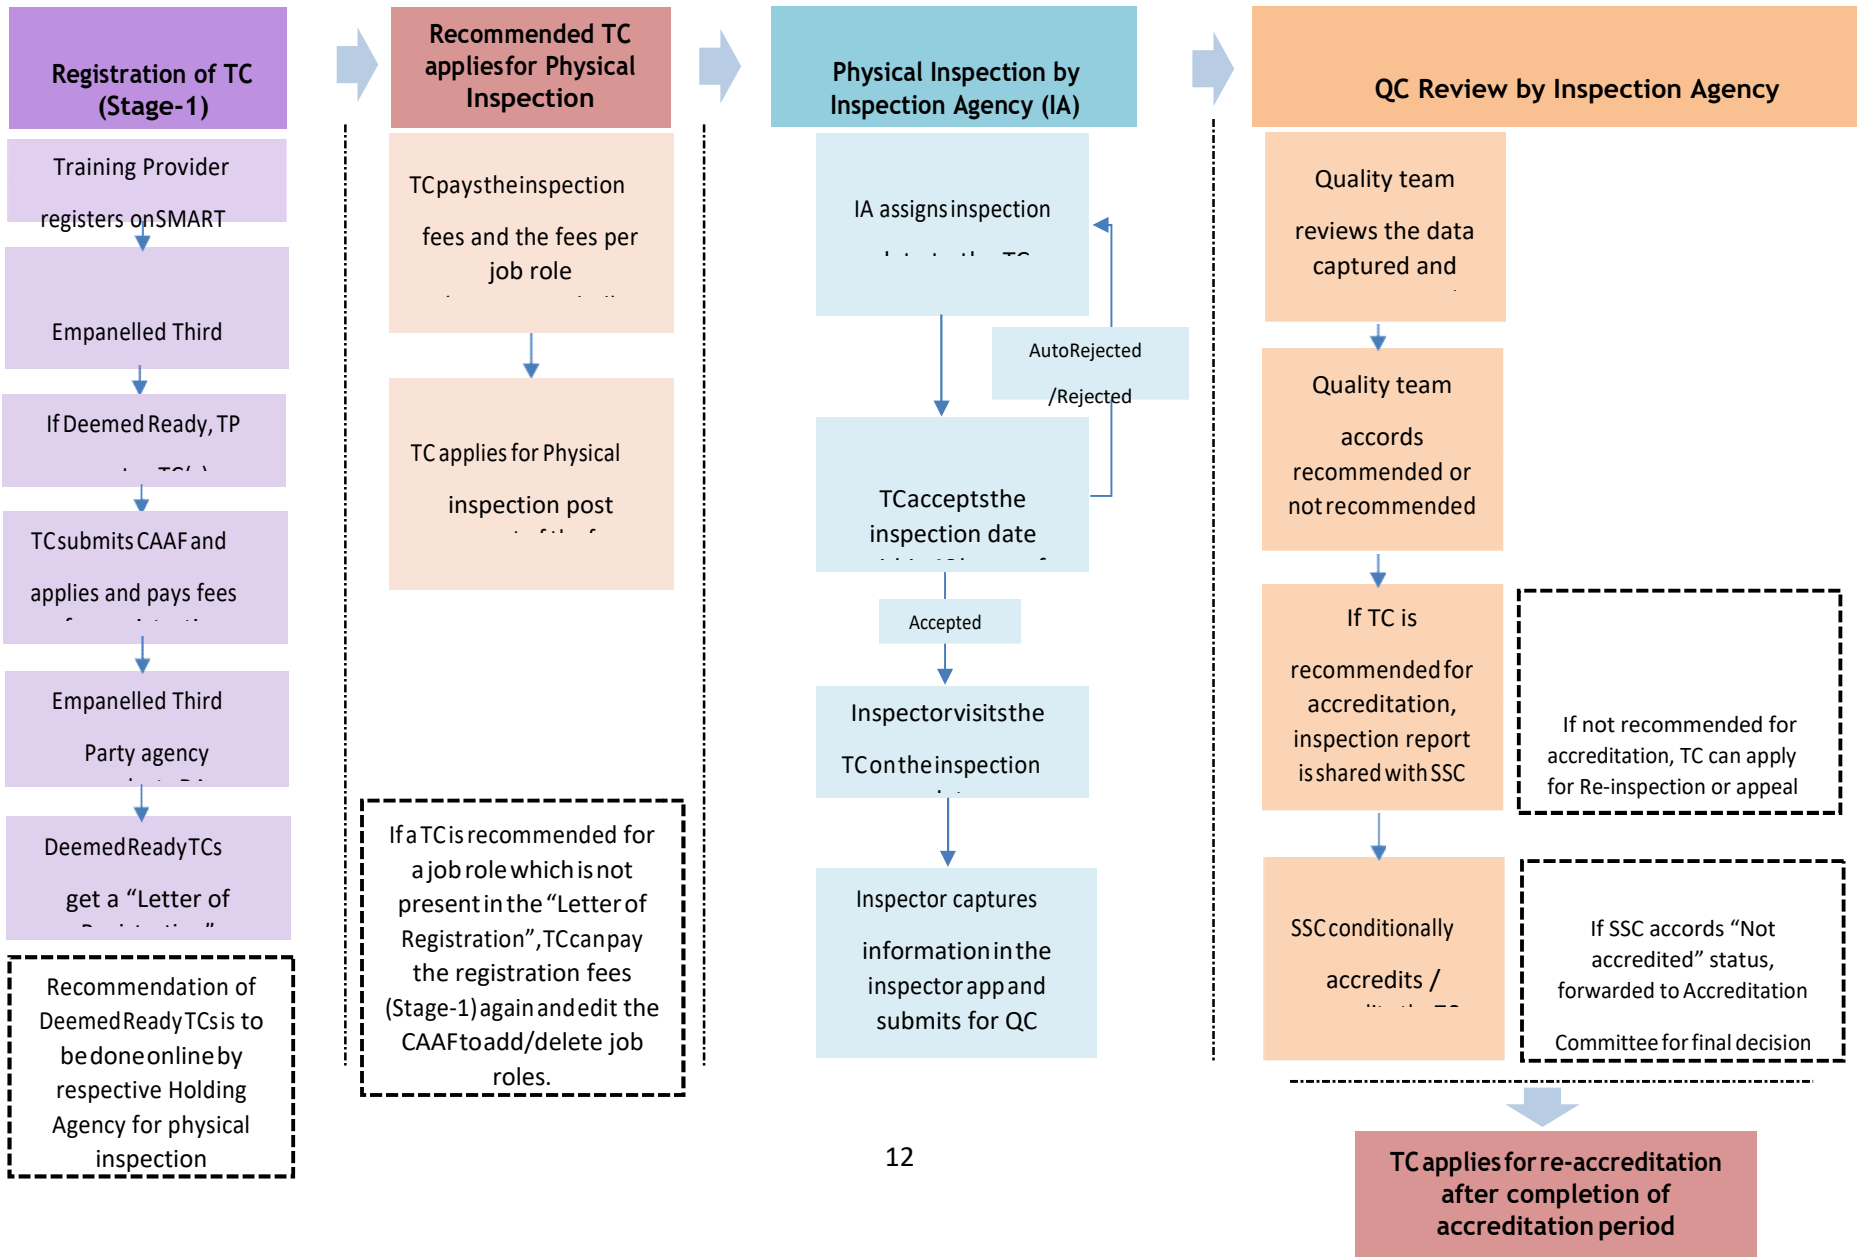 Registration of TC
(Stage-1)
Training Provider
registers on SMART
Empanelled Third
If Deemed Ready, TP
TC submits CAAF and
applies and pays fees
Empanelled Third
Party agency
Deemed Ready TCs
get a “Letter of
Recommendation of
Deemed Ready TCs is to
be done online by
respective Holding
Agency for physical
inspection
Recommended TC
applies for Physical
Inspection
TC pays the inspection
fees and the fees per
job role
TC applies for Physical
inspection post
If a TC is recommended for
a job role which is not
present in the “Letter of
Registration”, TC can pay
the registration fees
(Stage-1) again and edit the
CAAF to add/delete job
roles.
Physical Inspection by
Inspection Agency (IA)
IA assigns inspection
Auto Rejected
/Rejected
TC accepts the
inspection date
Accepted
Inspector visits the
TC on the inspection
Inspector captures
information in the
inspector app and
submits for QC
QC Review by Inspection Agency
Quality team
reviews the data
captured and
Quality team
accords
recommended or
not recommended
If TC is
recommended for
accreditation,
inspection report
is shared with SSC
If not recommended for
accreditation, TC can apply
for Re-inspection or appeal
SSC conditionally
accredits /
If SSC accords “Not
accredited” status,
forwarded to Accreditation
Committee for final decision
TC applies for re-accreditation
after completion of
accreditation period
12